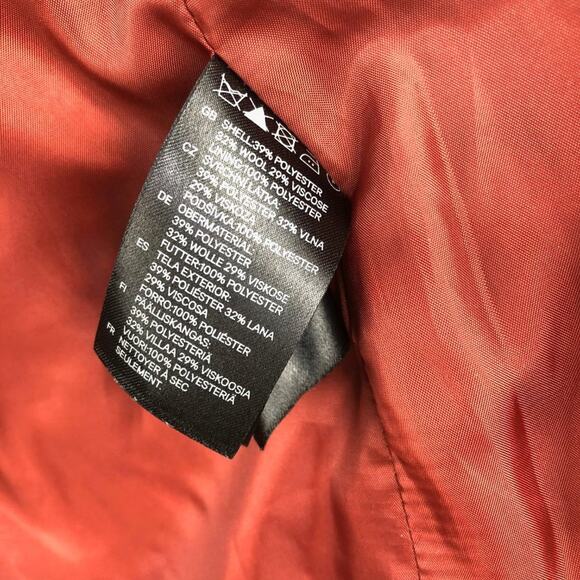 GB SHELL:39% POLYESTER
32% WOOL 29% VISCOSE
LINING:100% POLYESTER
CZ SVRCHNÍ LÁTKA:
39% POLYESTER 32% VLNA
29% VISKÓZA
PODŠÍVKA:100% POLYESTER
DE OBERMATERIAL:
39% POLYESTER
32% WOLLE 29% VISKOSE
FUTTER:100% POLYESTER
ES TELA EXTERIOR:
39% POLIÉSTER 32% LANA
29% VISCOSA
FORRO:100% POLIÉSTER
FI PÄÄLLISKANGAS:
39% POLYESTERIÄ
32% VILLAA 29% VISKOOSIA
VUORI:100% POLYESTERIÄ
FR NETTOYER À SEC
SEULEMENT